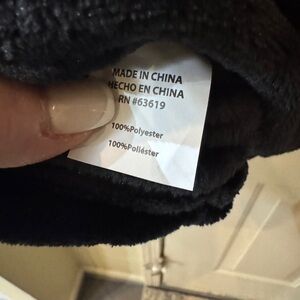 MADE IN CHINA
HECHO EN CHINA
RN #63619
100%Polyester
100%Poliéster